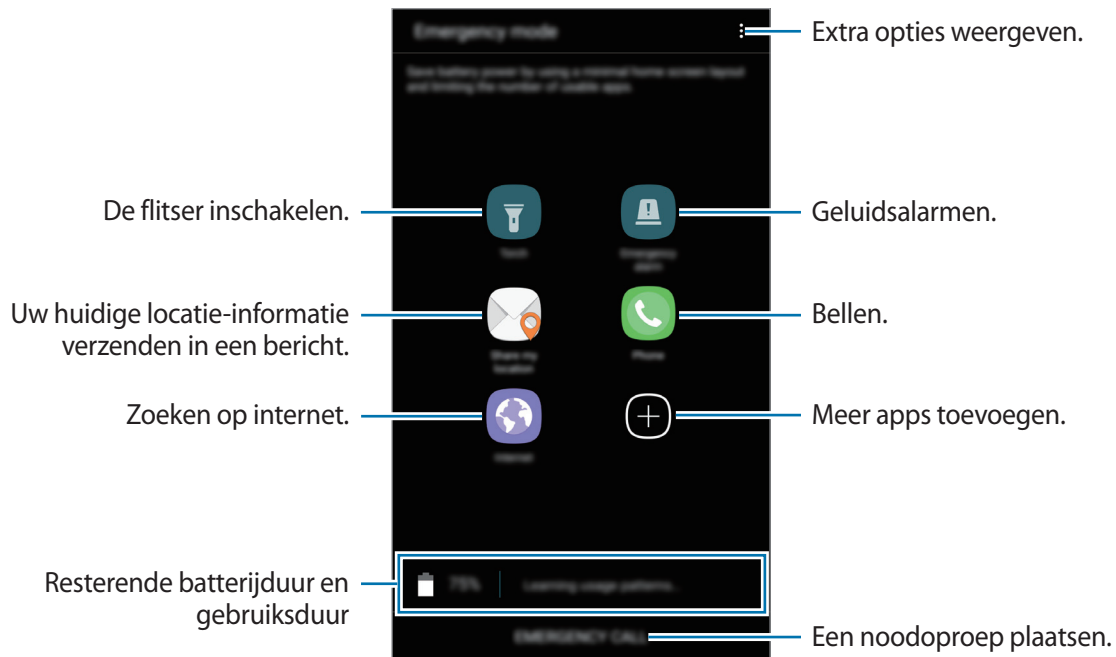 Emergency mode
Extra opties weergeven.
Save battery power by using a minimal home screen layout
and limiting the number of usable apps.
De flitser inschakelen.
Geluidsalarmen.
Torch
Emergency
alarm
Uw huidige locatie-informatie
verzenden in een bericht.
Bellen.
Share my
location
Phone
Zoeken op internet.
Meer apps toevoegen.
Internet
Resterende batterijduur en
gebruiksduur
75%
Learning usage patterns...
EMERGENCY CALL
Een noodoproep plaatsen.